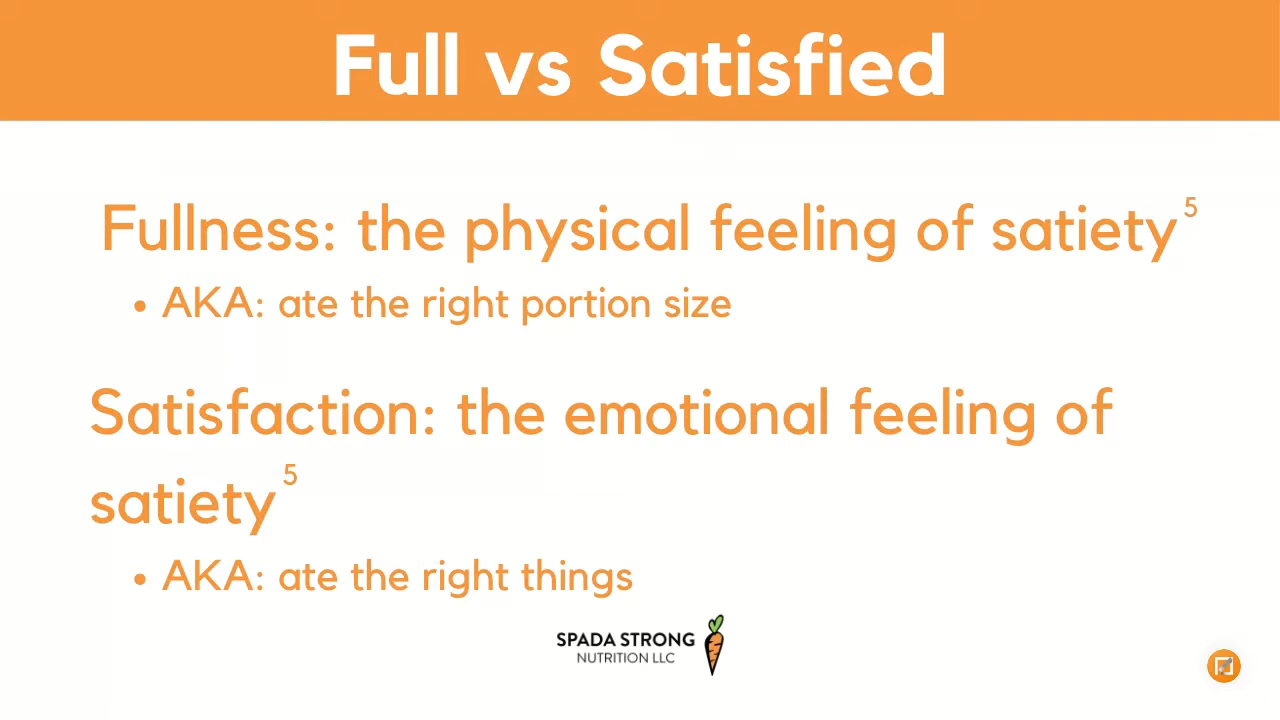 Full vs Satisfied
Fullness: the physical feeling of satiety⁵
• AKA: ate the right portion size
Satisfaction: the emotional feeling of
satiety⁵
• AKA: ate the right things
SPADA STRONG
NUTRITION LLC